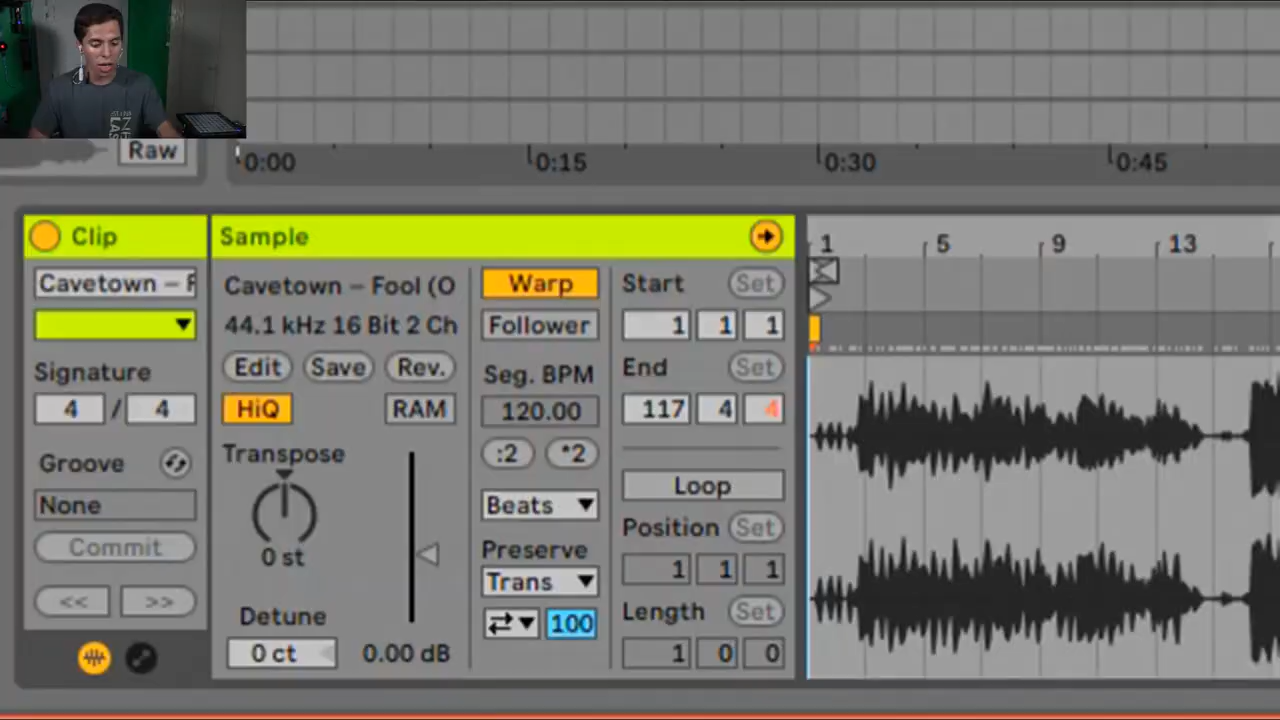 Raw
0:00 0:15 0:30 0:45
Clip
Cavetown –
Signature
4 / 4
Groove
None
Commit
<< >>
Sample
Cavetown – Fool (O
44.1 kHz 16 Bit 2 Ch
Edit Save Rev.
HiQ RAM
Transpose
0 st
Detune
0 ct 0.00 dB
Warp
Follower
Seg. BPM
120.00
:2 *2
Beats
Preserve
Trans
100
Start Set
1 1 1
End Set
117 4 4
Loop
Position Set
1 1 1
Length Set
1 0 0
1 5 9 13